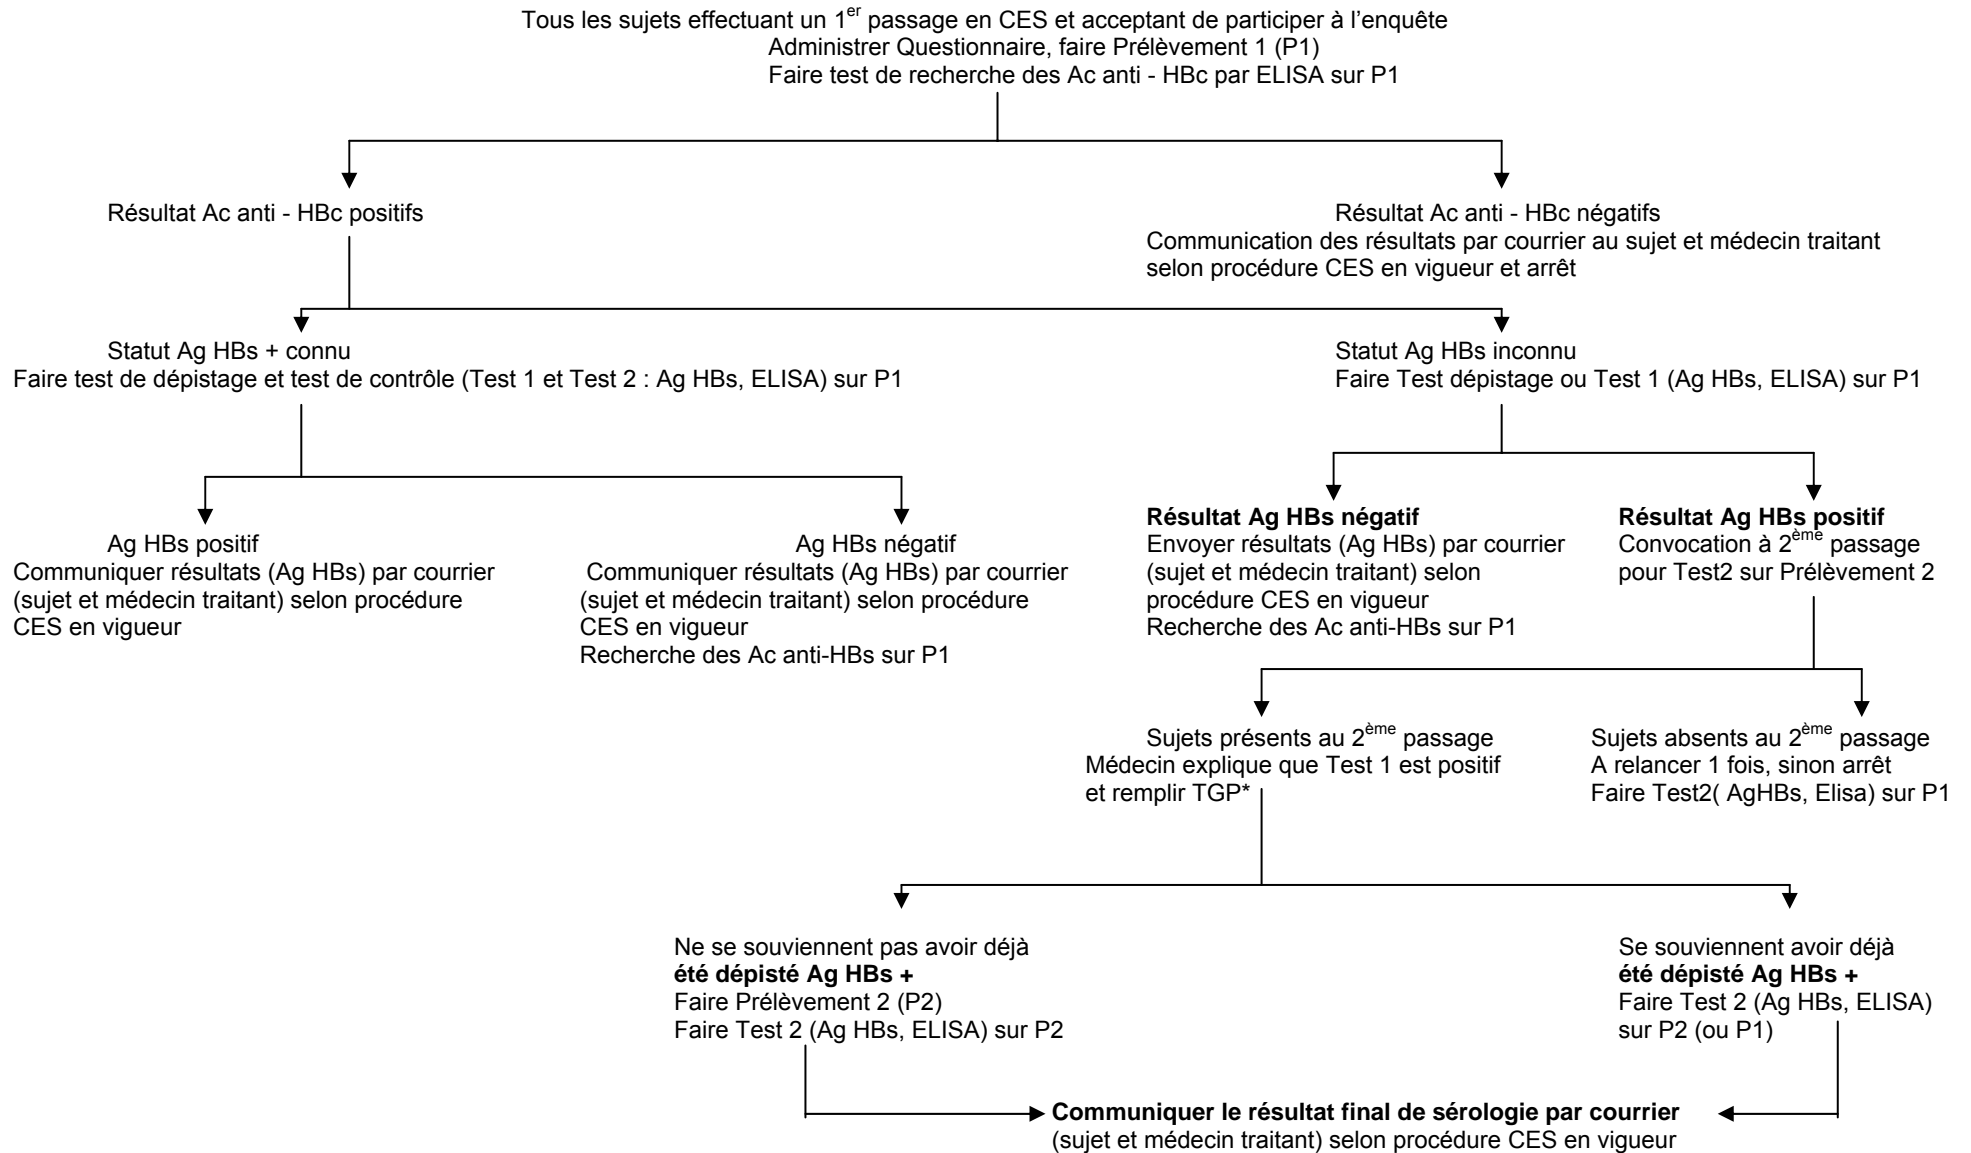 Tous les sujets effectuant un 1er passage en CES et acceptant de participer à l'enquête
Administrer Questionnaire, faire Prélèvement 1 (P1)
Faire test de recherche des Ac anti - HBc par ELISA sur P1
Résultat Ac anti - HBc positifs
Résultat Ac anti - HBc négatifs
Communication des résultats par courrier au sujet et médecin traitant
selon procédure CES en vigueur et arrêt
Statut Ag HBs + connu
Faire test de dépistage et test de contrôle (Test 1 et Test 2 : Ag HBs, ELISA) sur P1
Statut Ag HBs inconnu
Faire Test dépistage ou Test 1 (Ag HBs, ELISA) sur P1
Ag HBs positif
Communiquer résultats (Ag HBs) par courrier
(sujet et médecin traitant) selon procédure
CES en vigueur
Ag HBs négatif
Communiquer résultats (Ag HBs) par courrier
(sujet et médecin traitant) selon procédure
CES en vigueur
Recherche des Ac anti-HBs sur P1
Résultat Ag HBs négatif
Envoyer résultats (Ag HBs) par courrier
(sujet et médecin traitant) selon
procédure CES en vigueur
Recherche des Ac anti-HBs sur P1
Résultat Ag HBs positif
Convocation à 2ème passage
pour Test2 sur Prélèvement 2
Sujets présents au 2ème passage
Médecin explique que Test 1 est positif
et remplir TGP*
Sujets absents au 2ème passage
A relancer 1 fois, sinon arrêt
Faire Test2( AgHBs, Elisa) sur P1
Ne se souviennent pas avoir déjà
été dépisté Ag HBs +
Faire Prélèvement 2 (P2)
Faire Test 2 (Ag HBs, ELISA) sur P2
Se souviennent avoir déjà
été dépisté Ag HBs +
Faire Test 2 (Ag HBs, ELISA)
sur P2 (ou P1)
Communiquer le résultat final de sérologie par courrier
(sujet et médecin traitant) selon procédure CES en vigueur